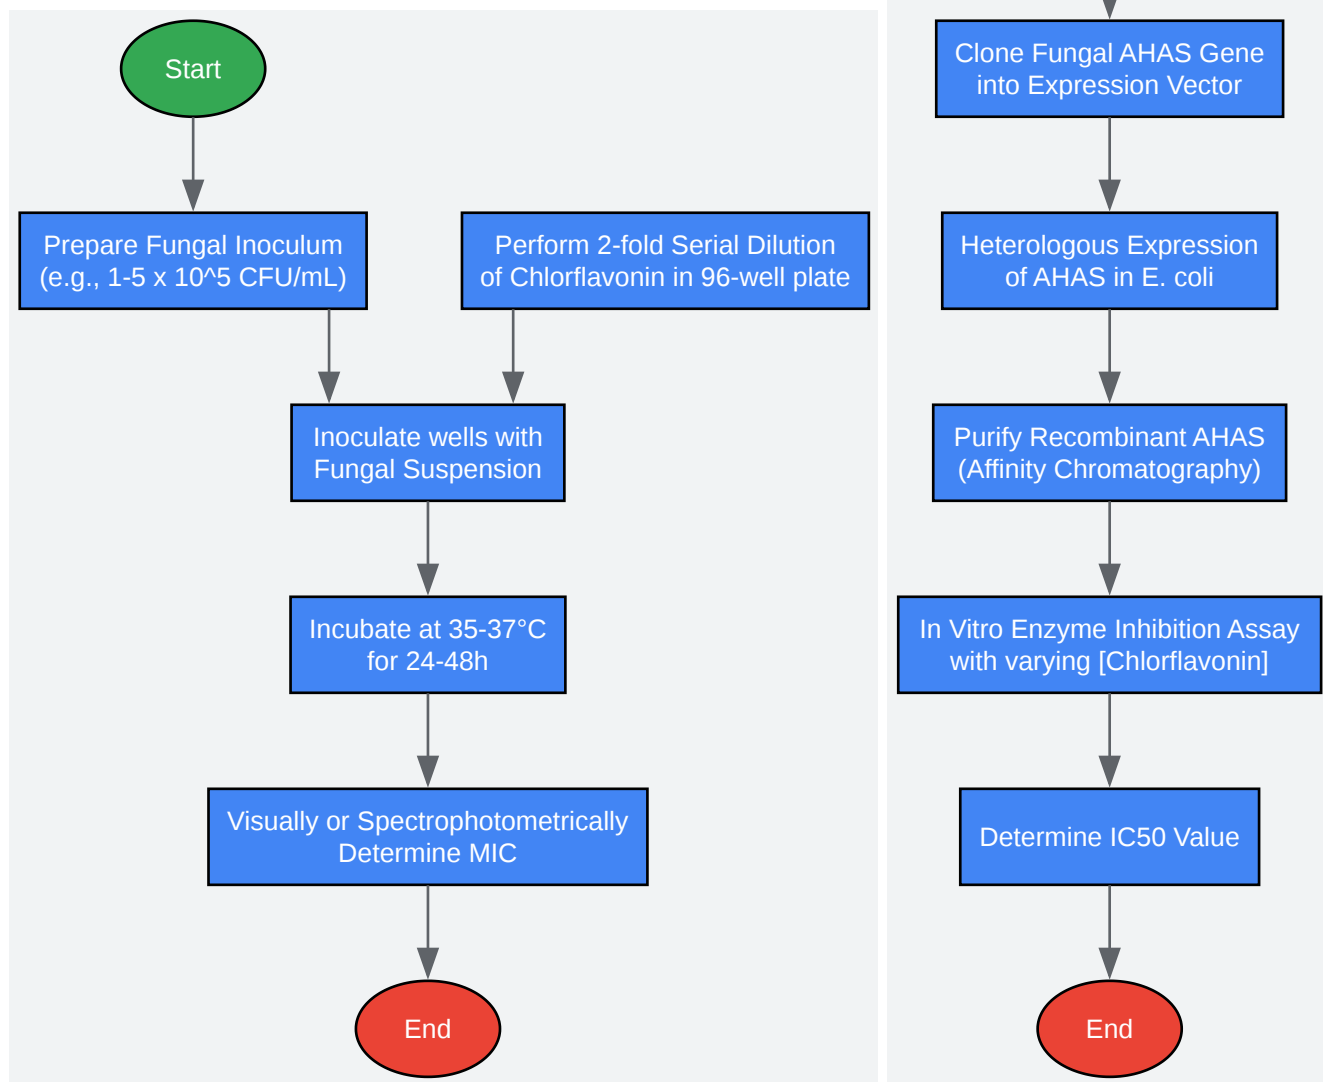 Start
Prepare Fungal Inoculum
(e.g., 1-5 x 10^5 CFU/mL)
Perform 2-fold Serial Dilution
of Chlorflavonin in 96-well plate
Inoculate wells with
Fungal Suspension
Incubate at 35-37°C
for 24-48h
Visually or Spectrophotometrically
Determine MIC
End
Clone Fungal AHAS Gene
into Expression Vector
Heterologous Expression
of AHAS in E. coli
Purify Recombinant AHAS
(Affinity Chromatography)
In Vitro Enzyme Inhibition Assay
with varying [Chlorflavonin]
Determine IC50 Value
End